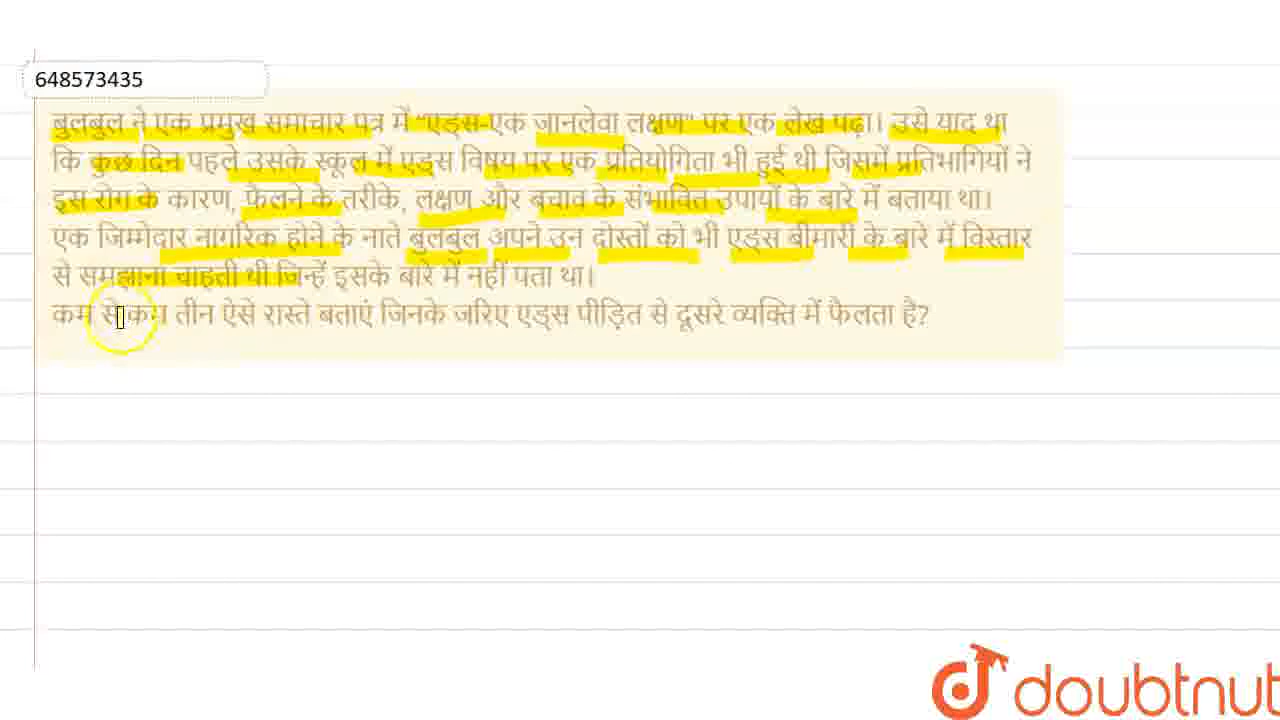 648573435
बुलबुल ने एक प्रमुख समाचार पत्र में "एड्स-एक जानलेवा लक्षण" पर एक लेख पढ़ा।। उसे याद था
कि कुछ दिन पहले उसके स्कूल में एड्स विषय पर एक प्रतियोगिता भी हुई थी जिसमें प्रतिभागियों ने
इस रोग के कारण, फैलने के तरीके, लक्षण और बचाव के संभावित उपायों के बारे में बताया था।
एक जिम्मेदार नागरिक होने के नाते बुलबुल अपने उन दोस्तों को भी एड्स बीमारी के बारे में विस्तार
से समझाना चाहती थी जिन्हें इसके बारे में नहीं पता था।
कम से कम तीन ऐसे रास्ते बताएं जिनके जरिए एड्स पीड़ित से दूसरे व्यक्ति में फैलता है?
doubtnut